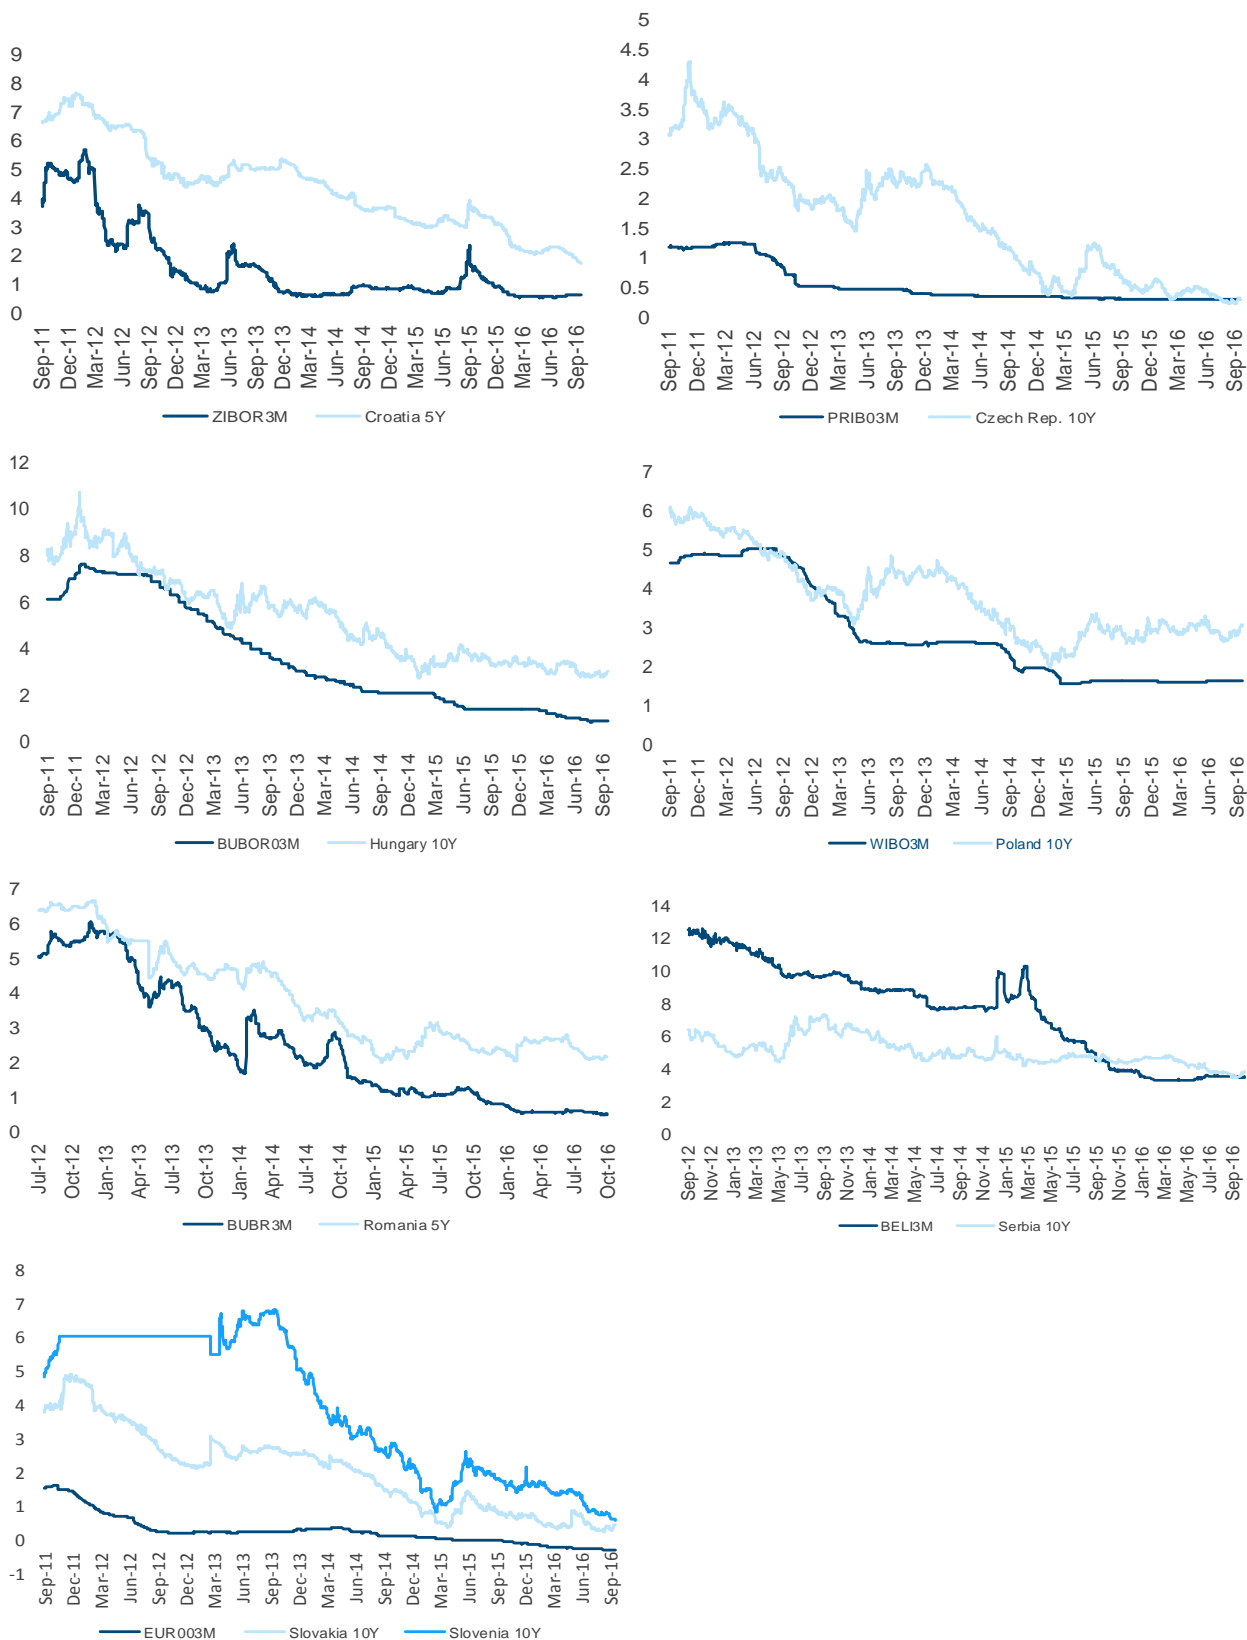 9
8
7
6
5
4
3
2
1
0
Sep-11
Dec-11
Mar-12
Jun-12
Sep-12
Dec-12
Mar-13
Jun-13
Sep-13
Dec-13
Mar-14
Jun-14
Sep-14
Dec-14
Mar-15
Jun-15
Sep-15
Dec-15
Mar-16
Jun-16
Sep-16
ZIBOR3M Croatia 5Y
5
4.5
4
3.5
3
2.5
2
1.5
1
0.5
0
Sep-11
Dec-11
Mar-12
Jun-12
Sep-12
Dec-12
Mar-13
Jun-13
Sep-13
Dec-13
Mar-14
Jun-14
Sep-14
Dec-14
Mar-15
Jun-15
Sep-15
Dec-15
Mar-16
Jun-16
Sep-16
PRIB03M Czech Rep. 10Y
12
10
8
6
4
2
0
Sep-11
Dec-11
Mar-12
Jun-12
Sep-12
Dec-12
Mar-13
Jun-13
Sep-13
Dec-13
Mar-14
Jun-14
Sep-14
Dec-14
Mar-15
Jun-15
Sep-15
Dec-15
Mar-16
Jun-16
Sep-16
BUBOR03M Hungary 10Y
7
6
5
4
3
2
1
0
Sep-11
Dec-11
Mar-12
Jun-12
Sep-12
Dec-12
Mar-13
Jun-13
Sep-13
Dec-13
Mar-14
Jun-14
Sep-14
Dec-14
Mar-15
Jun-15
Sep-15
Dec-15
Mar-16
Jun-16
Sep-16
WIBO3M Poland 10Y
7
6
5
4
3
2
1
0
Jul-12
Oct-12
Jan-13
Apr-13
Jul-13
Oct-13
Jan-14
Apr-14
Jul-14
Oct-14
Jan-15
Apr-15
Jul-15
Oct-15
Jan-16
Apr-16
Jul-16
Oct-16
BUBR3M Romania 5Y
14
12
10
8
6
4
2
0
Sep-12
Nov-12
Jan-13
Mar-13
May-13
Jul-13
Sep-13
Nov-13
Jan-14
Mar-14
May-14
Jul-14
Sep-14
Nov-14
Jan-15
Mar-15
May-15
Jul-15
Sep-15
Nov-15
Jan-16
Mar-16
May-16
Jul-16
Sep-16
BELI3M Serbia 10Y
8
7
6
5
4
3
2
1
0
-1
Sep-11
Dec-11
Mar-12
Jun-12
Sep-12
Dec-12
Mar-13
Jun-13
Sep-13
Dec-13
Mar-14
Jun-14
Sep-14
Dec-14
Mar-15
Jun-15
Sep-15
Dec-15
Mar-16
Jun-16
Sep-16
EUR003M Slovakia 10Y Slovenia 10Y